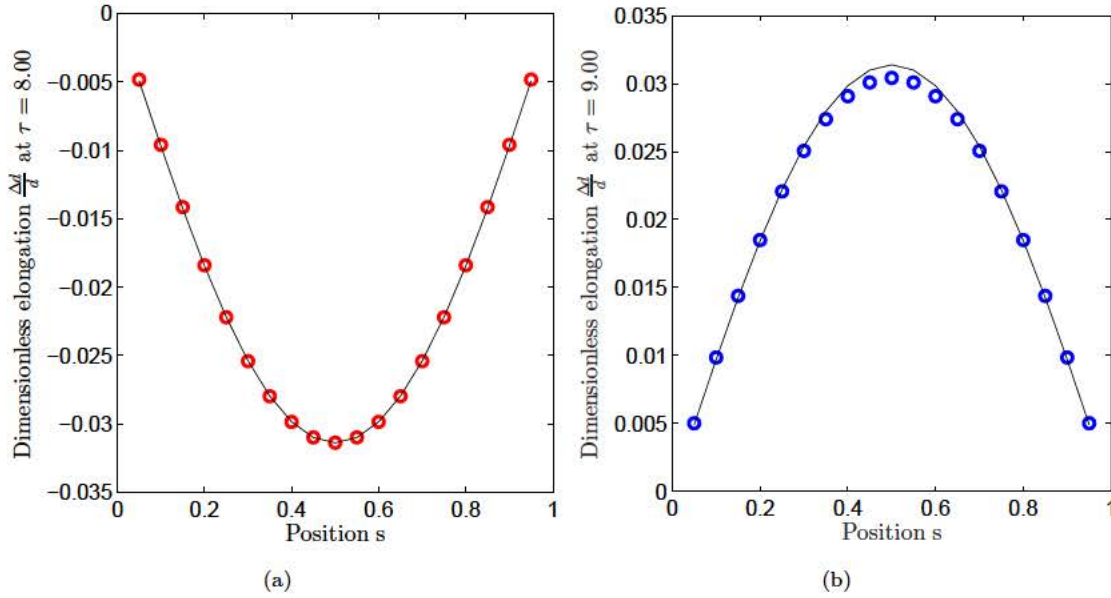 Dimensionless elongation Δd/d at τ = 8.00
0
−0.005
−0.01
−0.015
−0.02
−0.025
−0.03
−0.035
0 0.2 0.4 0.6 0.8 1
Position s
(a)
Dimensionless elongation Δd/d at τ = 9.00
0.035
0.03
0.025
0.02
0.015
0.01
0.005
0
0 0.2 0.4 0.6 0.8 1
Position s
(b)